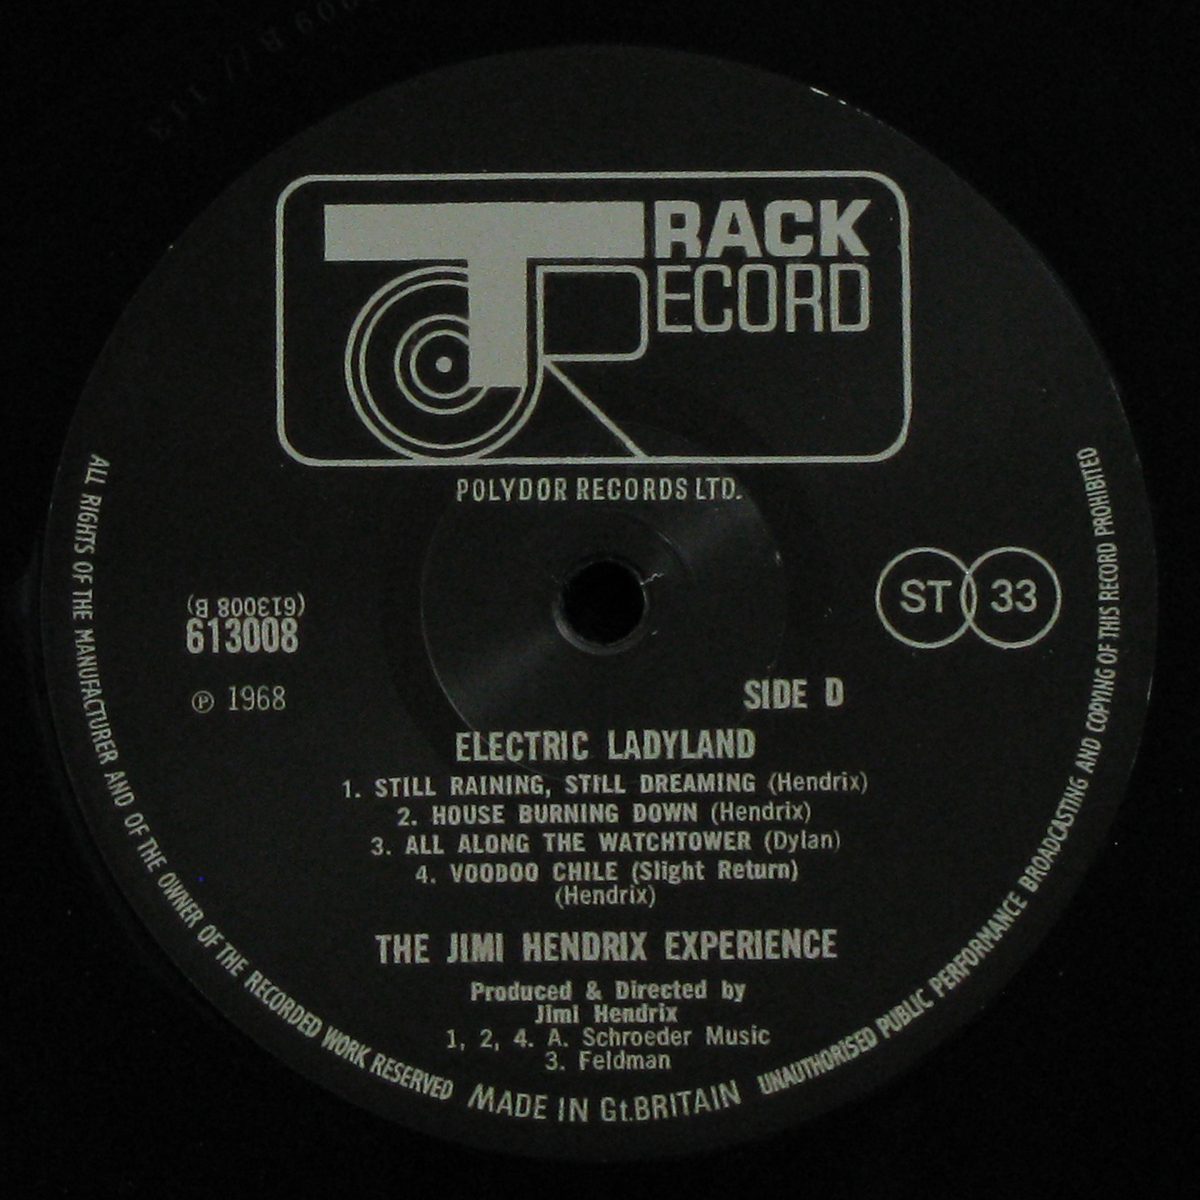 TRACK
RECORD
POLYDOR RECORDS LTD.
(613008 B)
613008
ST 33
℗ 1968
SIDE D
ELECTRIC LADYLAND
1. STILL RAINING, STILL DREAMING (Hendrix)
2. HOUSE BURNING DOWN (Hendrix)
3. ALL ALONG THE WATCHTOWER (Dylan)
4. VOODOO CHILE (Slight Return)
(Hendrix)
THE JIMI HENDRIX EXPERIENCE
Produced & Directed by
Jimi Hendrix
1, 2, 4. A. Schroeder Music
3. Feldman
ALL RIGHTS OF THE MANUFACTURER AND OF THE OWNER OF THE RECORDED WORK RESERVED MADE IN Gt.BRITAIN UNAUTHORISED PUBLIC PERFORMANCE BROADCASTING AND COPYING OF THIS RECORD PROHIBITED